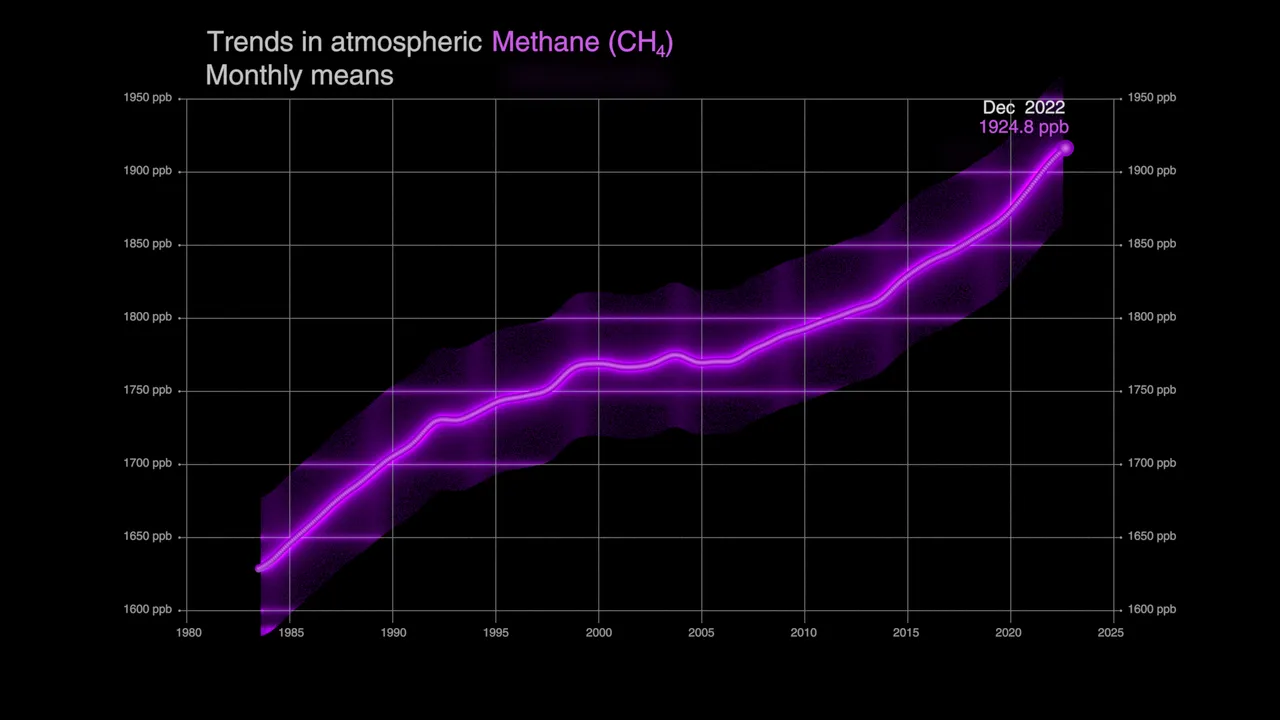 Trends in atmospheric Methane (CH₄)
Monthly means
1950 ppb
1950 ppb
Dec 2022
1924.8 ppb
1900 ppb
1900 ppb
1850 ppb
1850 ppb
1800 ppb
1800 ppb
1750 ppb
1750 ppb
1700 ppb
1700 ppb
1650 ppb
1650 ppb
1600 ppb
1600 ppb
1980 1985 1990 1995 2000 2005 2010 2015 2020 2025